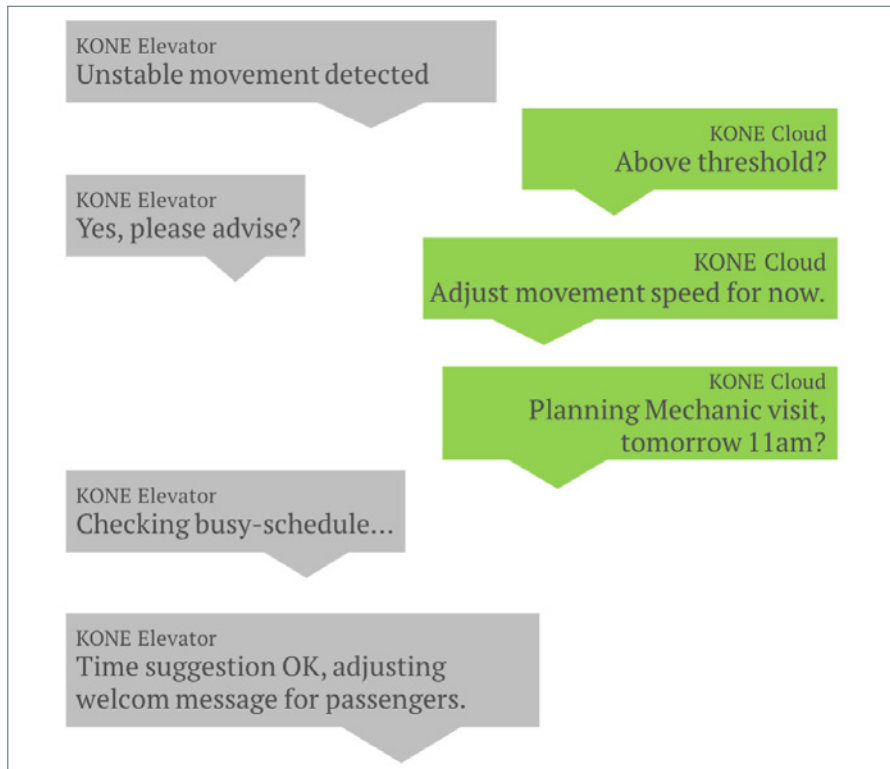 KONE Elevator
Unstable movement detected
KONE Cloud
Above threshold?
KONE Elevator
Yes, please advise?
KONE Cloud
Adjust movement speed for now.
KONE Cloud
Planning Mechanic visit,
tomorrow 11am?
KONE Elevator
Checking busy-schedule...
KONE Elevator
Time suggestion OK, adjusting
welcom message for passengers.